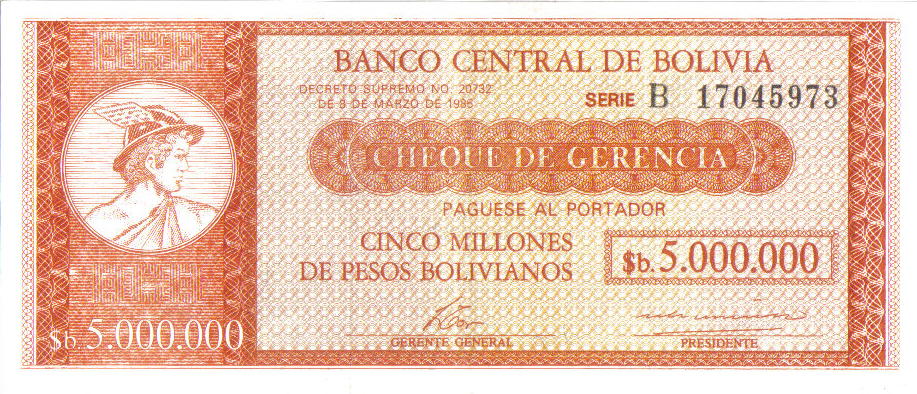 BANCO CENTRAL DE BOLIVIA
DECRETO SUPREMO NO. 20732
DE 8 DE MARZO DE 1985
SERIE B 17045973
CHEQUE DE GERENCIA
PAGUESE AL PORTADOR
CINCO MILLONES
DE PESOS BOLIVIANOS
$b. 5.000.000
$b. 5.000.000
GERENTE GENERAL
PRESIDENTE